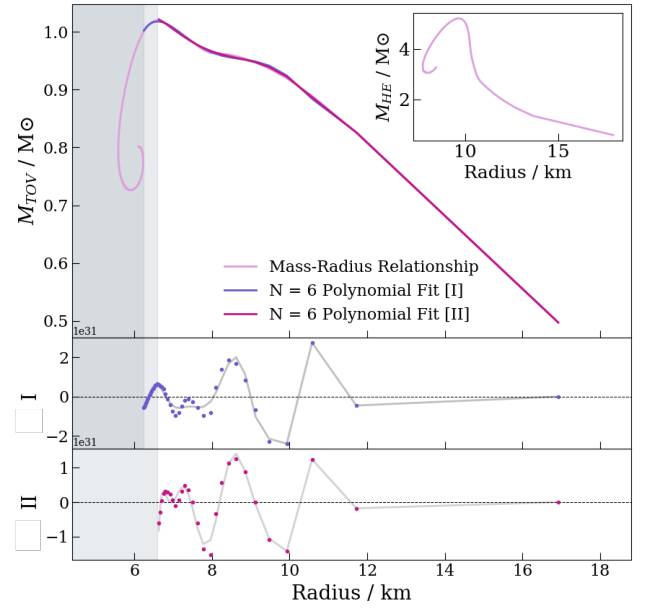 1.0
0.9
0.8
0.7
0.6
0.5
M_TOV / M⊙
4
2
M_HE / M⊙
10
15
Radius / km
Mass-Radius Relationship
N = 6 Polynomial Fit [I]
N = 6 Polynomial Fit [II]
1e31
2
0
−2
□ I
1e31
1
0
−1
□ II
6
8
10
12
14
16
18
Radius / km